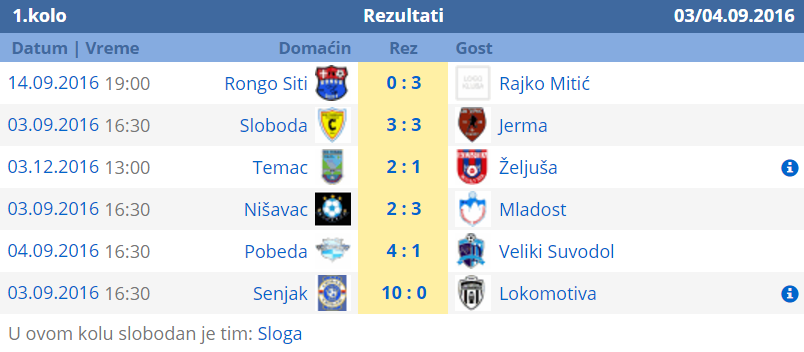 1.kolo Rezultati 03/04.09.2016
Datum | Vreme Domaćin Rez Gost
14.09.2016 19:00 Rongo Siti 0 : 3 Rajko Mitić
03.09.2016 16:30 Sloboda 3 : 3 Jerma
03.12.2016 13:00 Temac 2 : 1 Željuša
03.09.2016 16:30 Nišavac 2 : 3 Mladost
04.09.2016 16:30 Pobeda 4 : 1 Veliki Suvodol
03.09.2016 16:30 Senjak 10 : 0 Lokomotiva
U ovom kolu slobodan je tim: Sloga